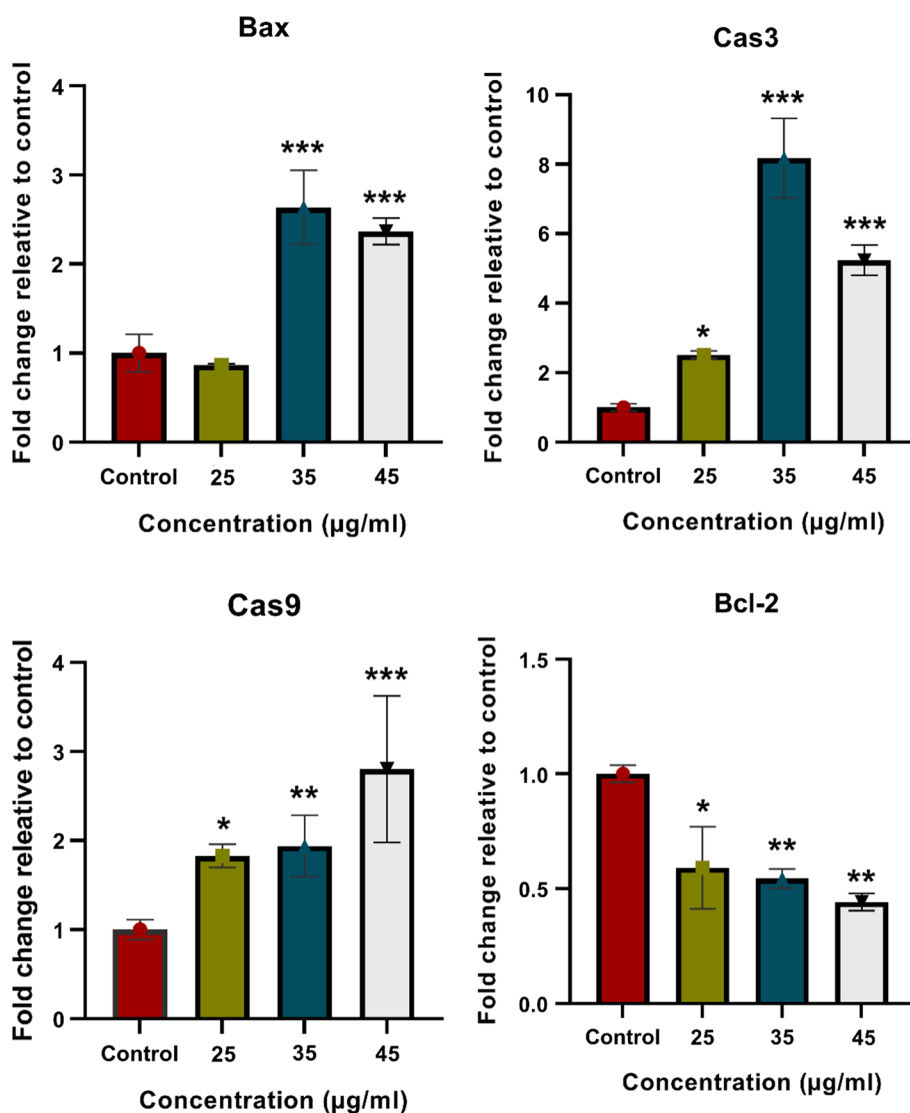 Bax
Fold change releative to control
4
3
2
1
0
***
***
Control 25 35 45
Concentration (µg/ml)
Cas3
Fold change releative to control
10
8
6
4
2
0
*
***
***
Control 25 35 45
Concentration (µg/ml)
Cas9
Fold change releative to control
4
3
2
1
0
*
**
***
Control 25 35 45
Concentration (µg/ml)
Bcl-2
Fold change releative to control
1.5
1.0
0.5
0.0
*
**
**
Control 25 35 45
Concentration (µg/ml)